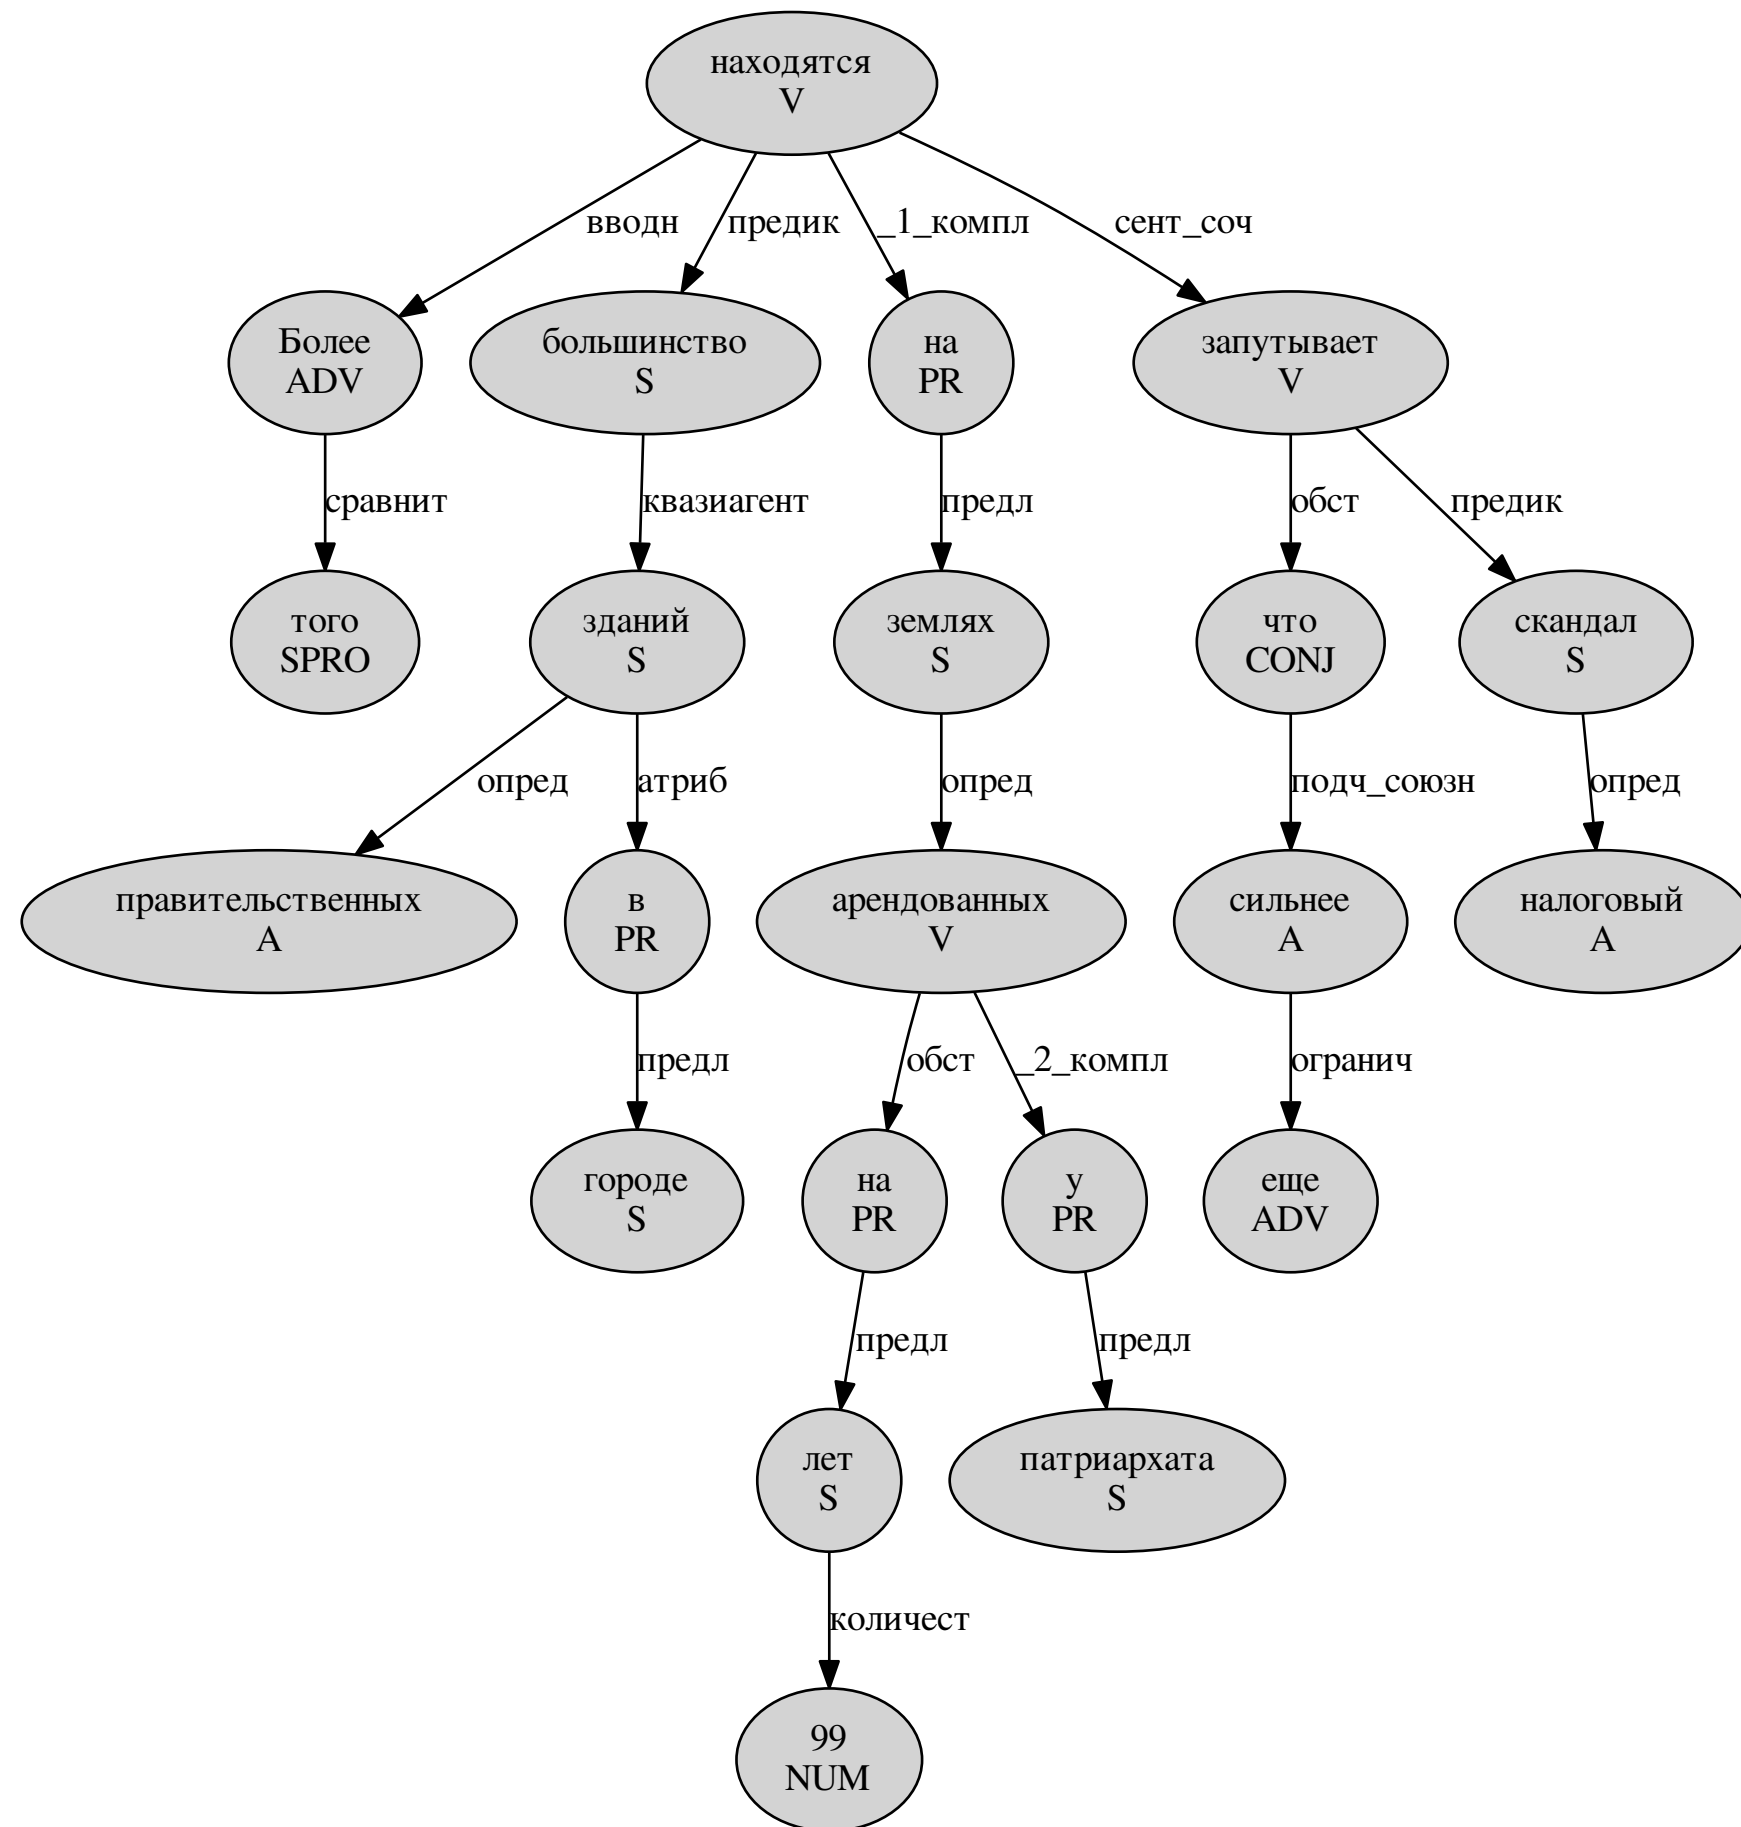 находятся
V
вводн
предик
_1_компл
сент_соч
Более
ADV
большинство
S
на
PR
запутывает
V
сравнит
квазиагент
предл
обст
предик
того
SPRO
зданий
S
землях
S
что
CONJ
скандал
S
опред
атриб
опред
подч_союзн
опред
правительственных
A
в
PR
арендованных
V
сильнее
A
налоговый
A
предл
обст
_2_компл
огранич
городе
S
на
PR
у
PR
еще
ADV
предл
предл
лет
S
патриархата
S
количест
99
NUM